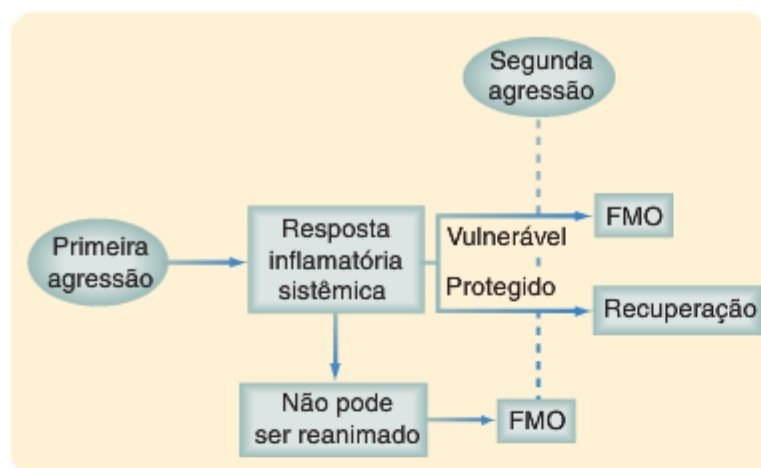 Segunda
agressão
Primeira
agressão
Resposta
inflamatória
sistêmica
Vulnerável
FMO
Protegido
Recuperação
Não pode
ser reanimado
FMO